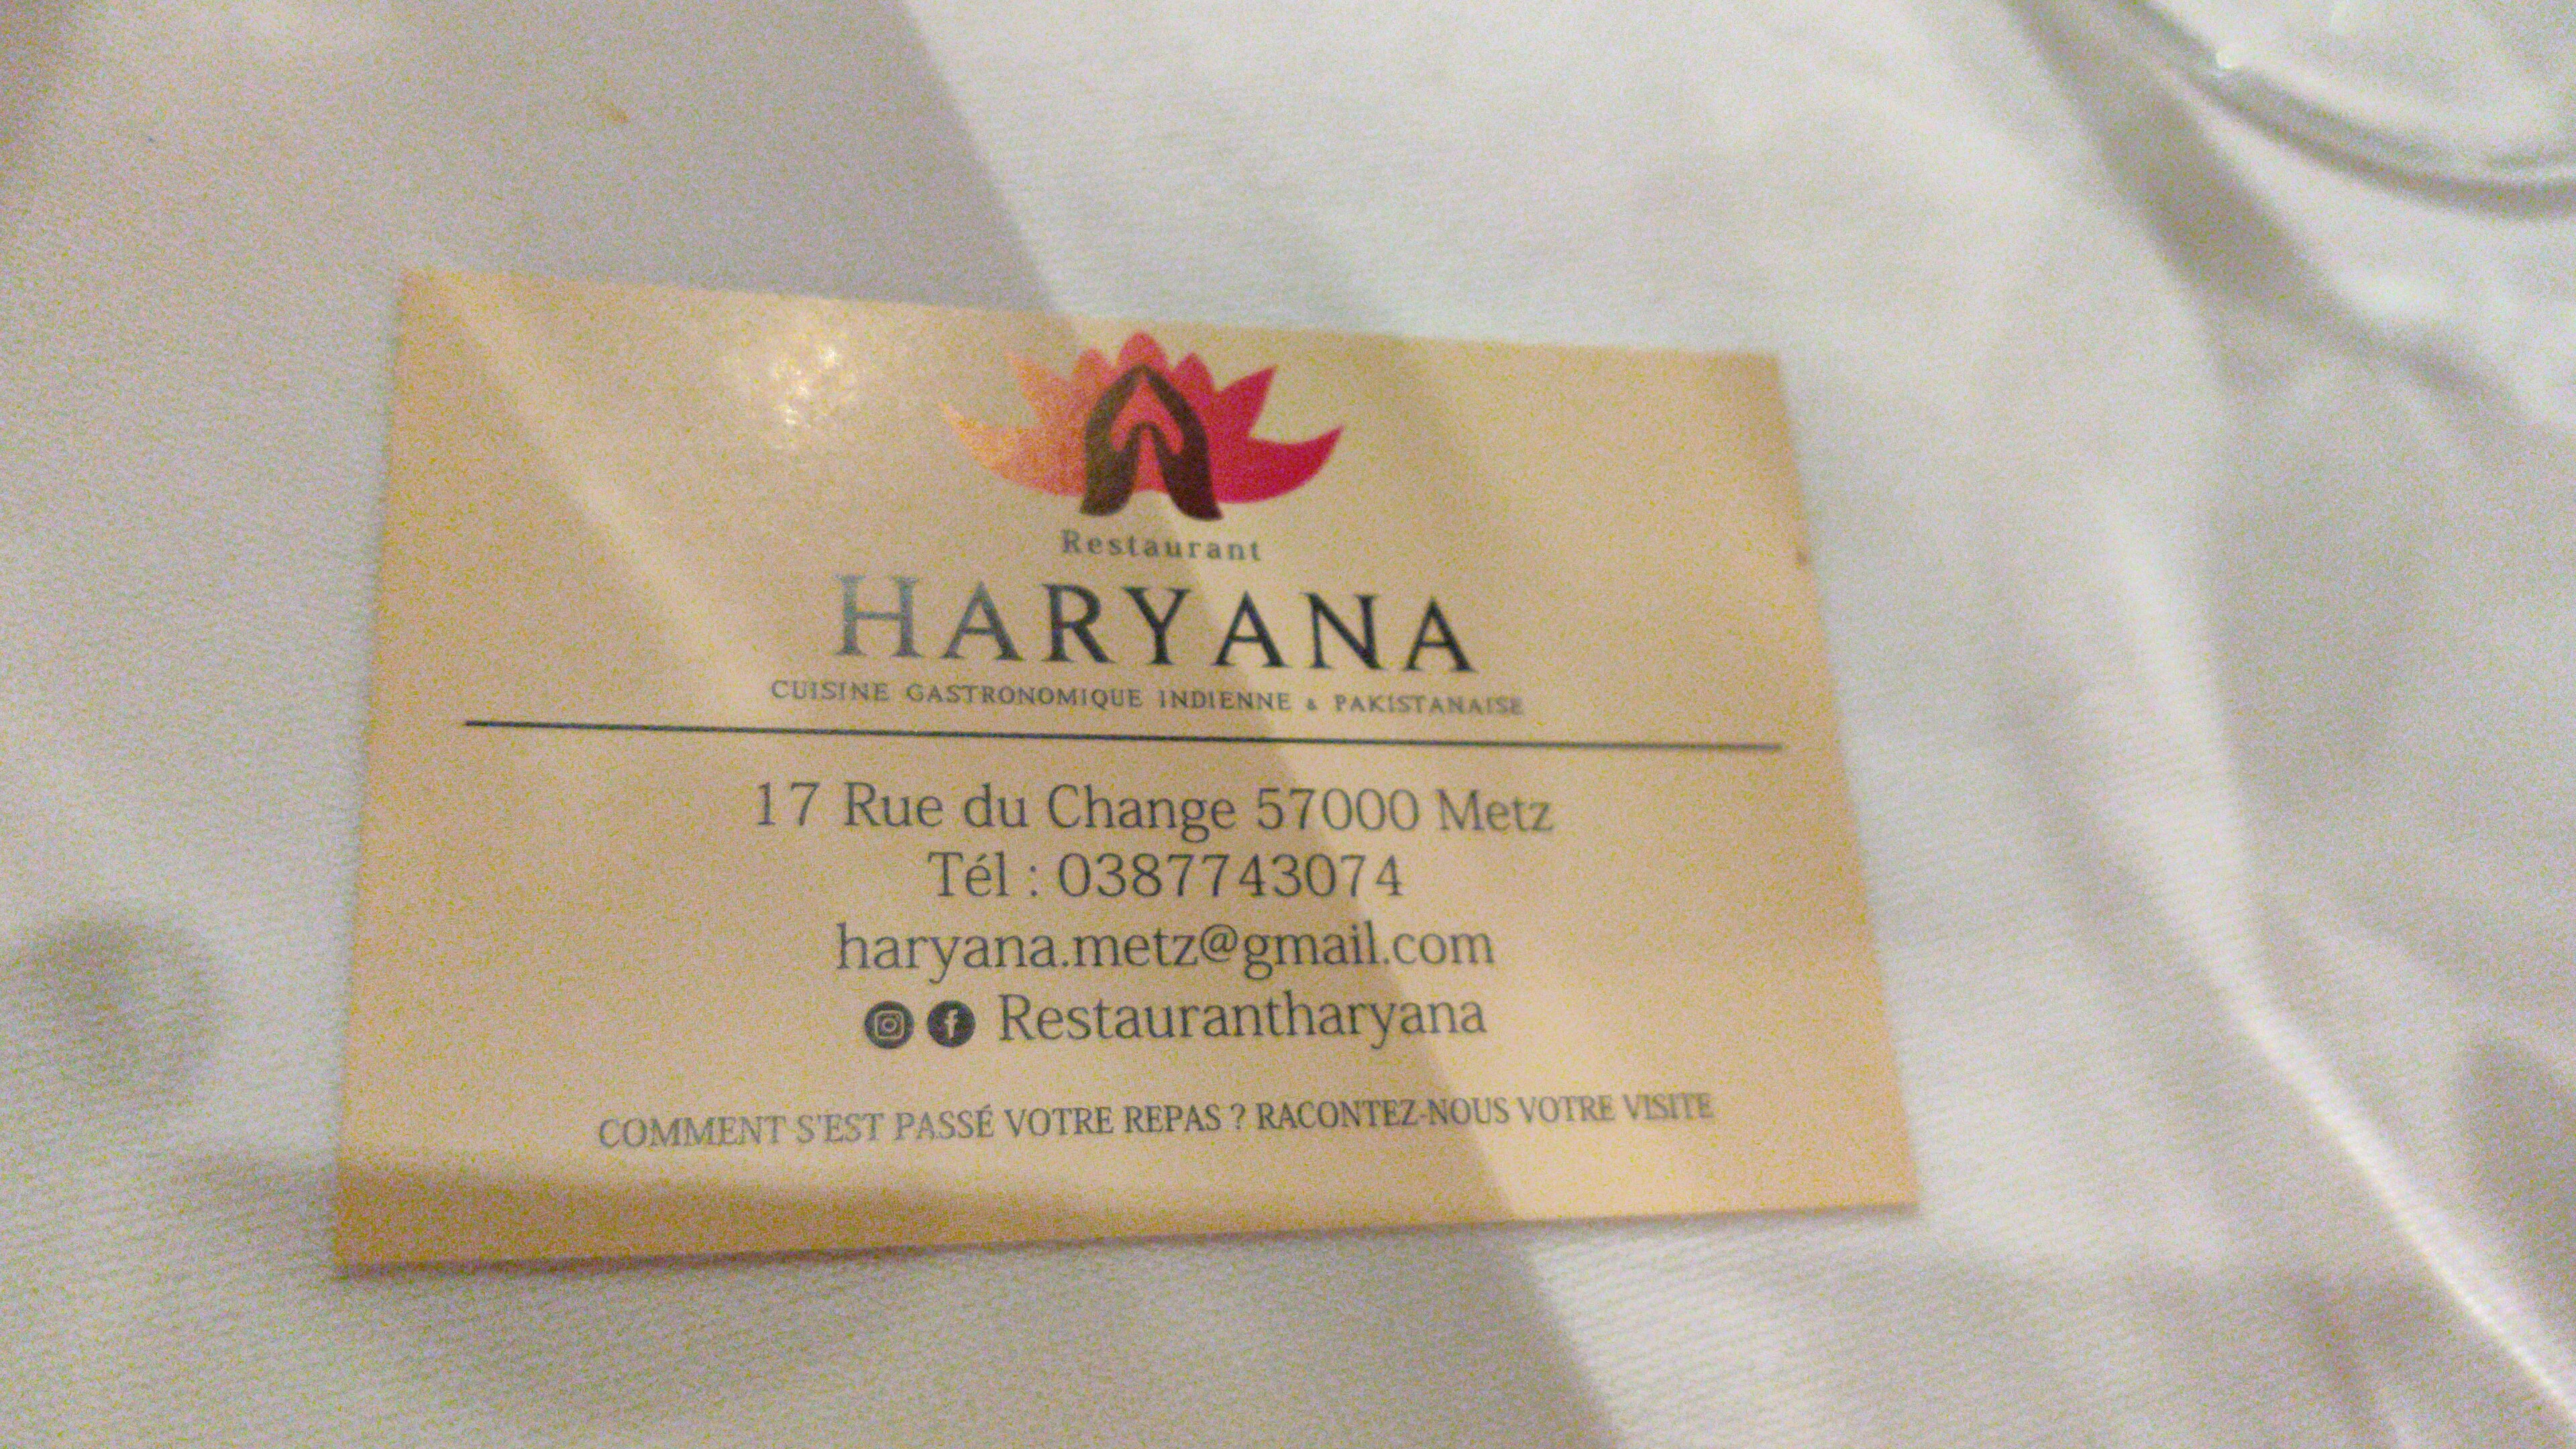 Restaurant
HARYANA
CUISINE GASTRONOMIQUE INDIENNE & PAKISTANAISE
17 Rue du Change 57000 Metz
Tél : 0387743074
haryana.metz@gmail.com
Restaurantharyana
COMMENT S'EST PASSÉ VOTRE REPAS ? RACONTEZ-NOUS VOTRE VISITE